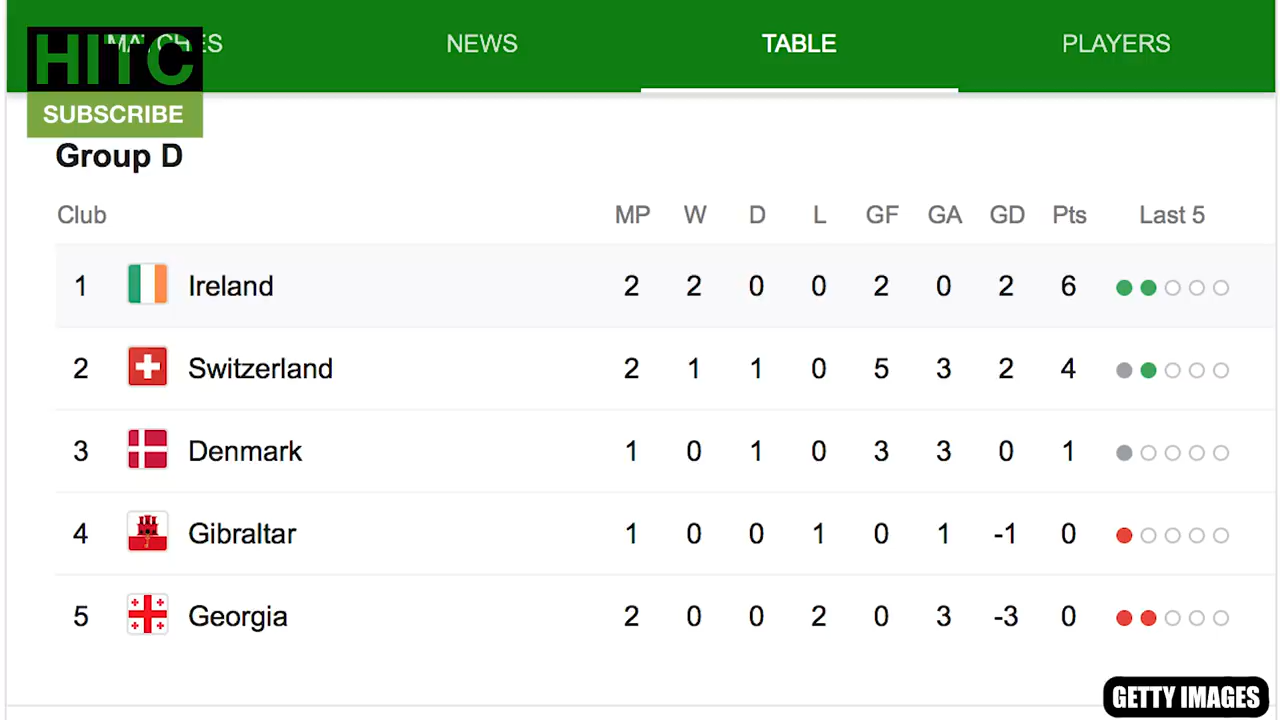 MATCHES NEWS TABLE PLAYERS
HITC
SUBSCRIBE
Group D
Club MP W D L GF GA GD Pts Last 5
1 Ireland 2 2 0 0 2 0 2 6
2 Switzerland 2 1 1 0 5 3 2 4
3 Denmark 1 0 1 0 3 3 0 1
4 Gibraltar 1 0 0 1 0 1 -1 0
5 Georgia 2 0 0 2 0 3 -3 0
GETTY IMAGES